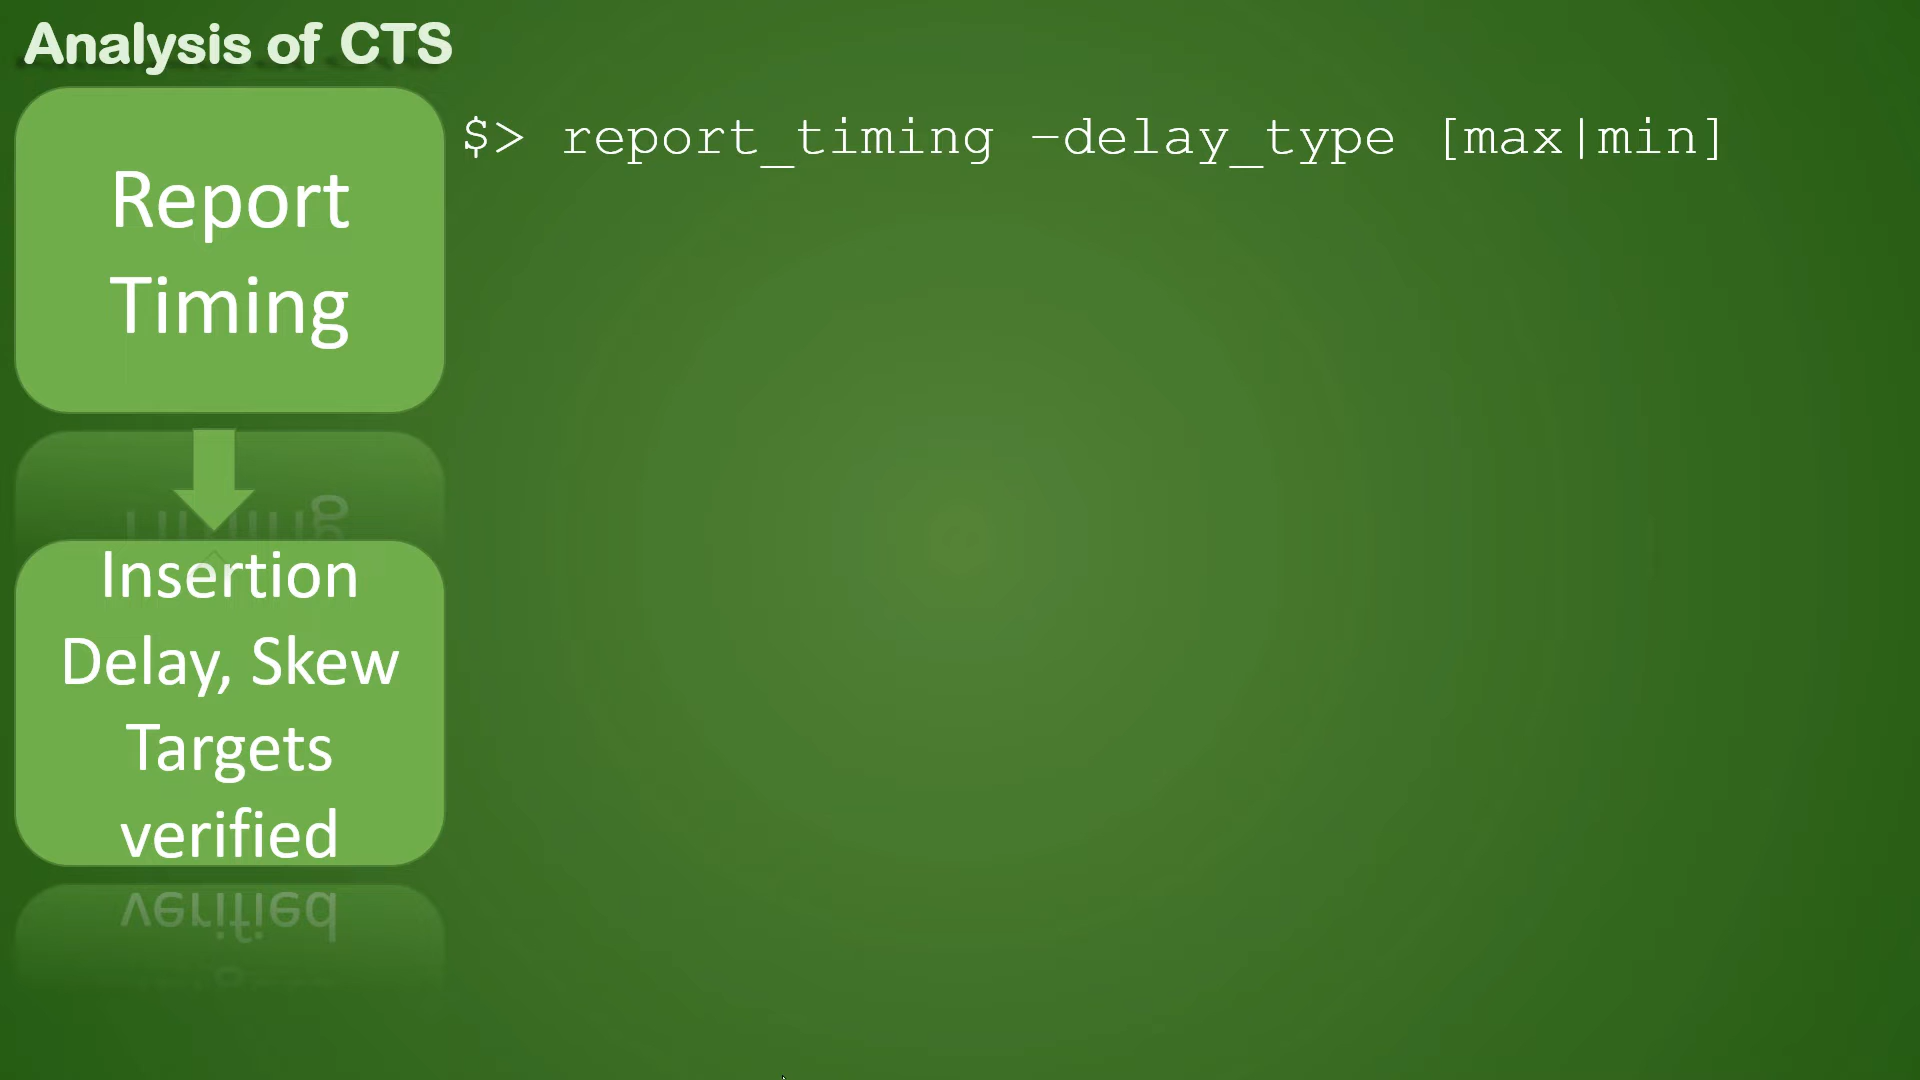 Analysis of CTS
Report
Timing
$> report_timing –delay_type [max|min]
Insertion
Delay, Skew
Targets
verified